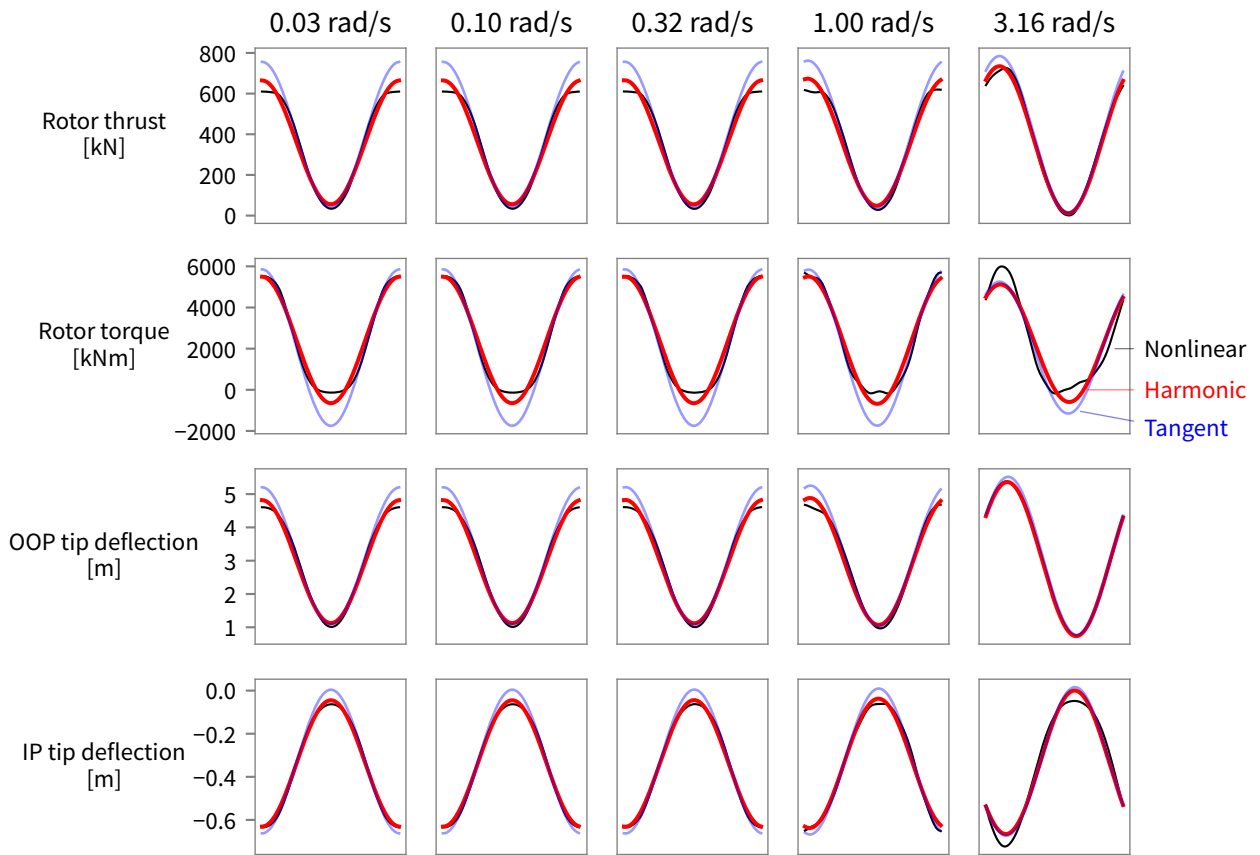 0.03 rad/s 0.10 rad/s 0.32 rad/s 1.00 rad/s 3.16 rad/s
800
600
400
200
0
Rotor thrust
[kN]
6000
4000
2000
0
−2000
Rotor torque
[kNm]
Nonlinear
Harmonic
Tangent
5
4
3
2
1
OOP tip deflection
[m]
0.0
−0.2
−0.4
−0.6
IP tip deflection
[m]